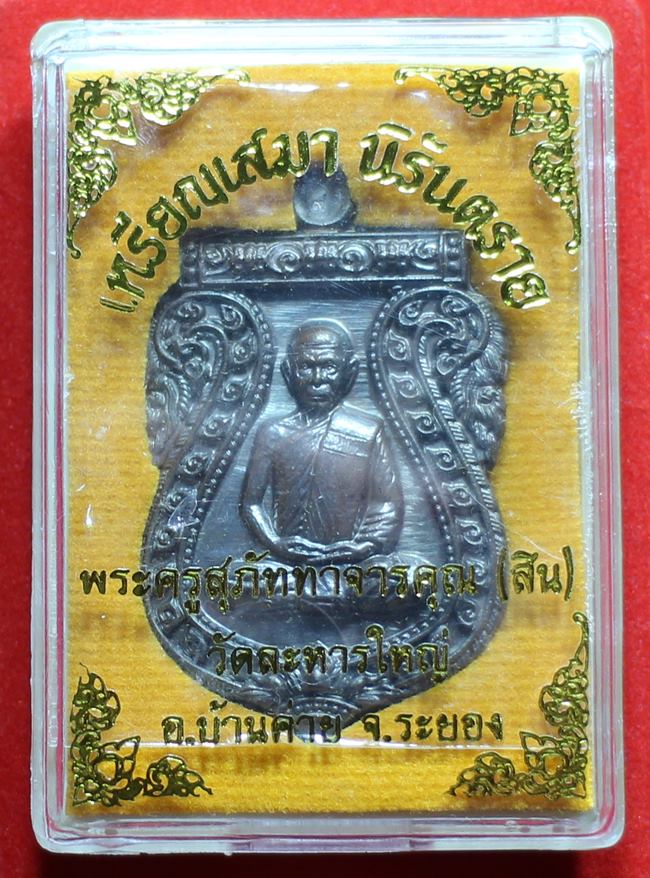 เหรียญเสมา นิรันตราย
พระครูสุภัททาจารคุณ (สิน)
วัดละหารใหญ่
อ.บ้านค่าย จ.ระยอง